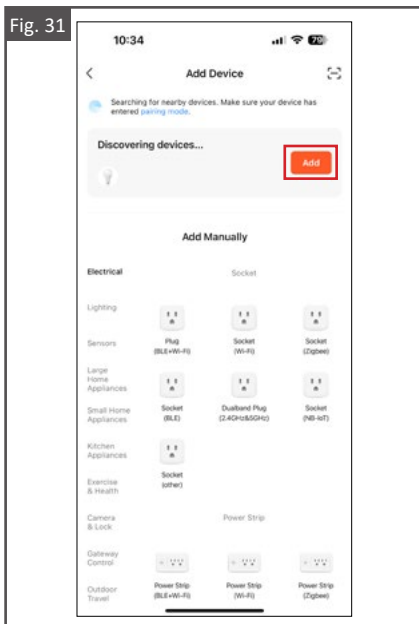 Fig. 31
10:34
79
Add Device
Searching for nearby devices. Make sure your device has
entered pairing mode.
Discovering devices...
Add
Add Manually
Electrical
Socket
Lighting
Sensors
Plug
(BLE+Wi-Fi)
Socket
(Wi-Fi)
Socket
(Zigbee)
Large
Home
Appliances
Small Home
Appliances
Socket
(BLE)
Dualband Plug
(2.4GHz&5GHz)
Socket
(NB-IoT)
Kitchen
Appliances
Exercise
& Health
Socket
(other)
Camera
& Lock
Power Strip
Gateway
Control
Outdoor
Travel
Power Strip
(BLE+Wi-Fi)
Power Strip
(Wi-Fi)
Power Strip
(Zigbee)